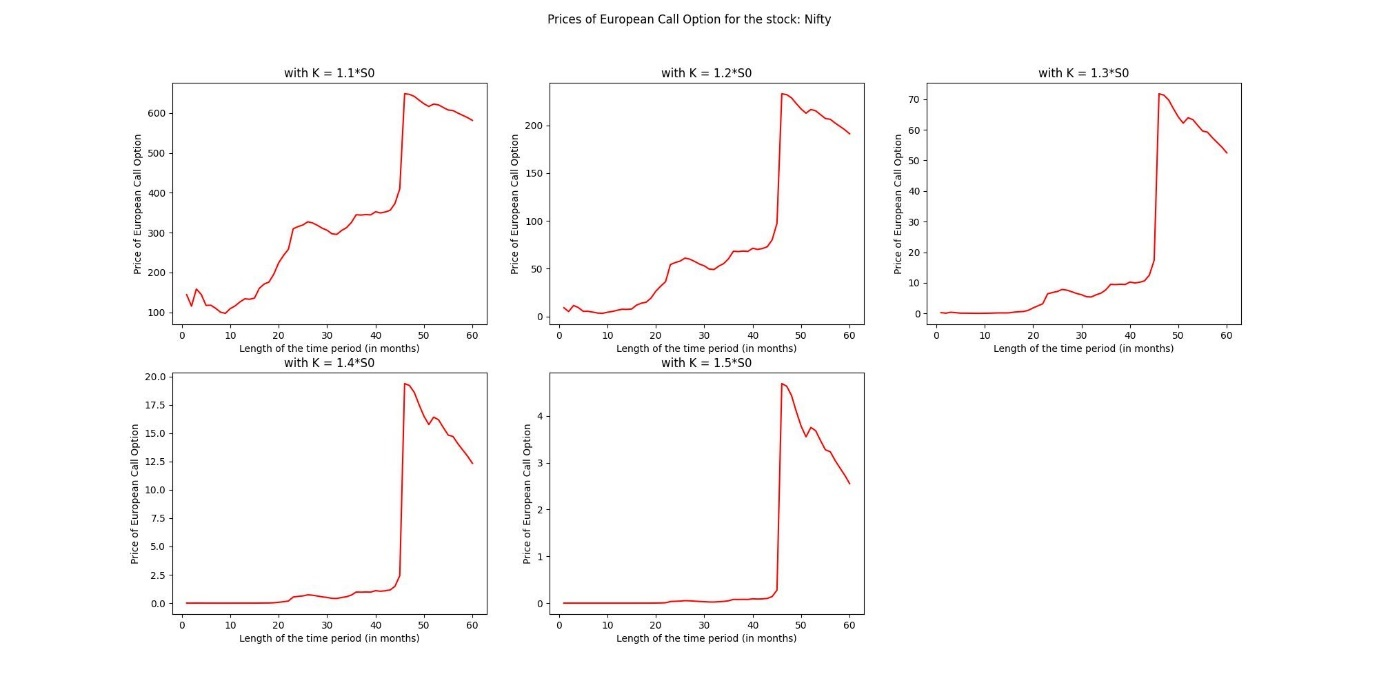 Prices of European Call Option for the stock: Nifty
with K = 1.1*S0
600
500
400
300
200
100
0 10 20 30 40 50 60
Price of European Call Option
Length of the time period (in months)
with K = 1.2*S0
200
150
100
50
0
0 10 20 30 40 50 60
Price of European Call Option
Length of the time period (in months)
with K = 1.3*S0
70
60
50
40
30
20
10
0
0 10 20 30 40 50 60
Price of European Call Option
Length of the time period (in months)
with K = 1.4*S0
20.0
17.5
15.0
12.5
10.0
7.5
5.0
2.5
0.0
0 10 20 30 40 50 60
Price of European Call Option
Length of the time period (in months)
with K = 1.5*S0
4
3
2
1
0
0 10 20 30 40 50 60
Price of European Call Option
Length of the time period (in months)